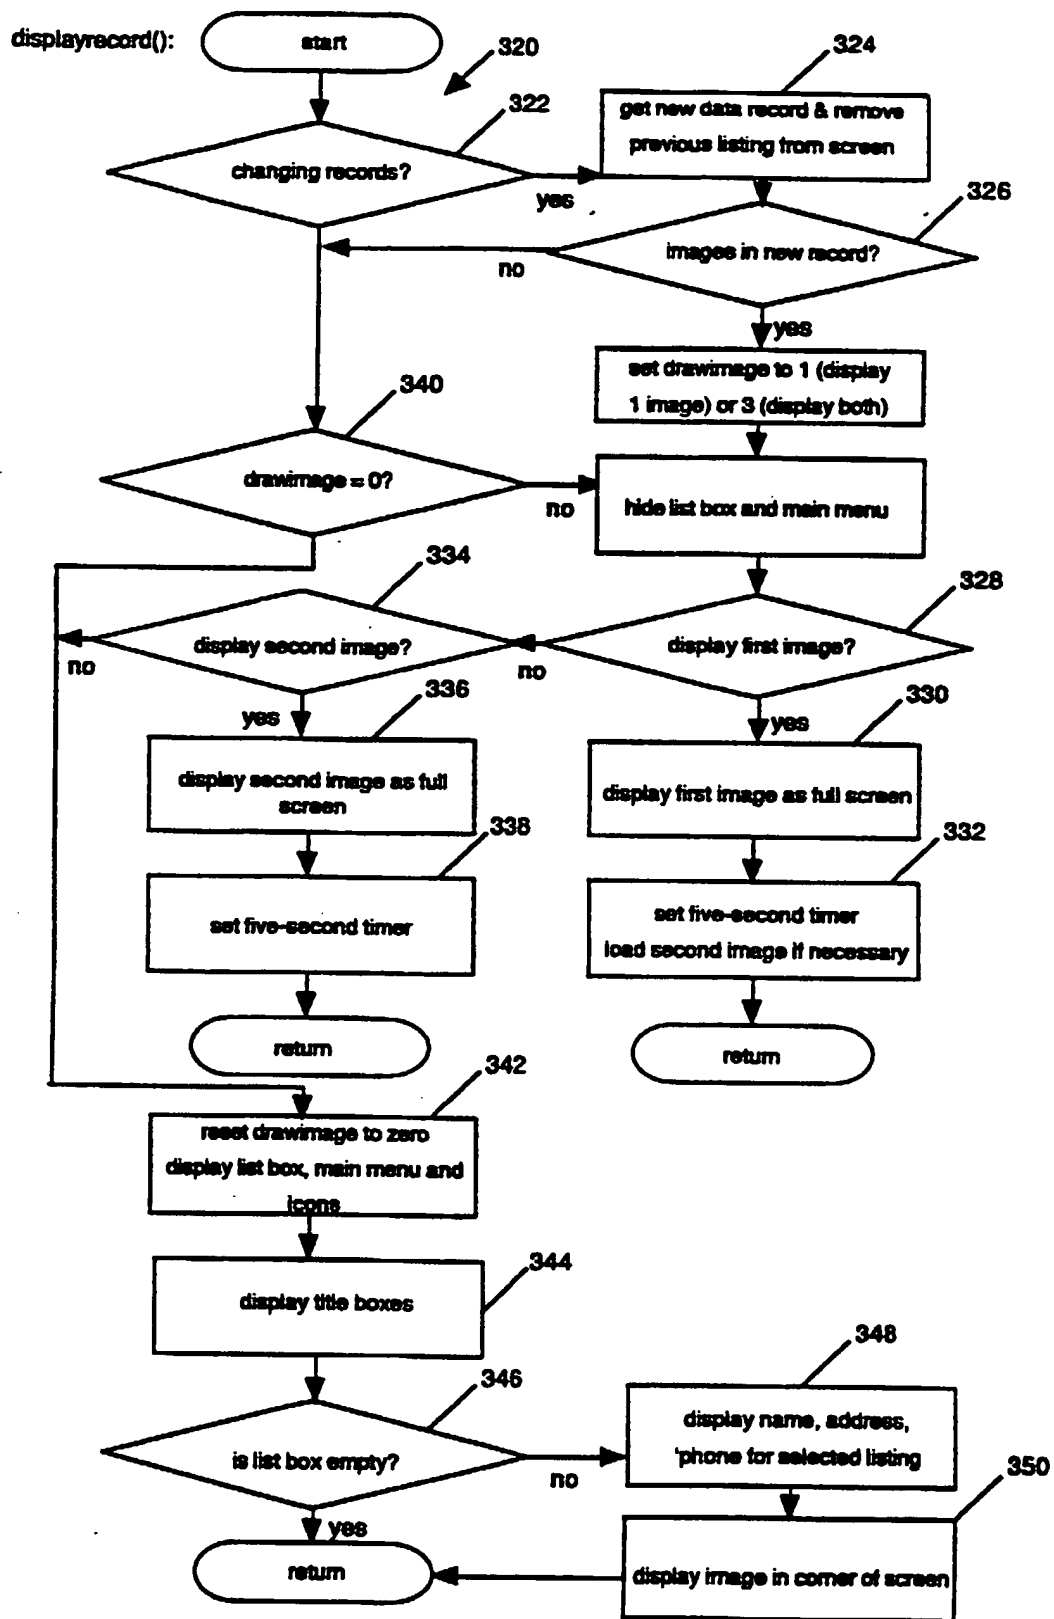 displayrecord():
start
320
324
322
get new data record & remove
previous listing from screen
changing records?
yes
326
images in new record?
no
yes
set drawimage to 1 (display
1 image) or 3 (display both)
340
drawimage = 0?
no
hide list box and main menu
334
328
display second image?
display first image?
no
no
336
330
yes
yes
display second image as full
screen
display first image as full screen
338
332
set five-second timer
set five-second timer
load second image if necessary
return
return
342
reset drawimage to zero
display list box, main menu and
icons
344
display title boxes
348
346
display name, address,
'phone for selected listing
is list box empty?
no
350
yes
return
display image in corner of screen